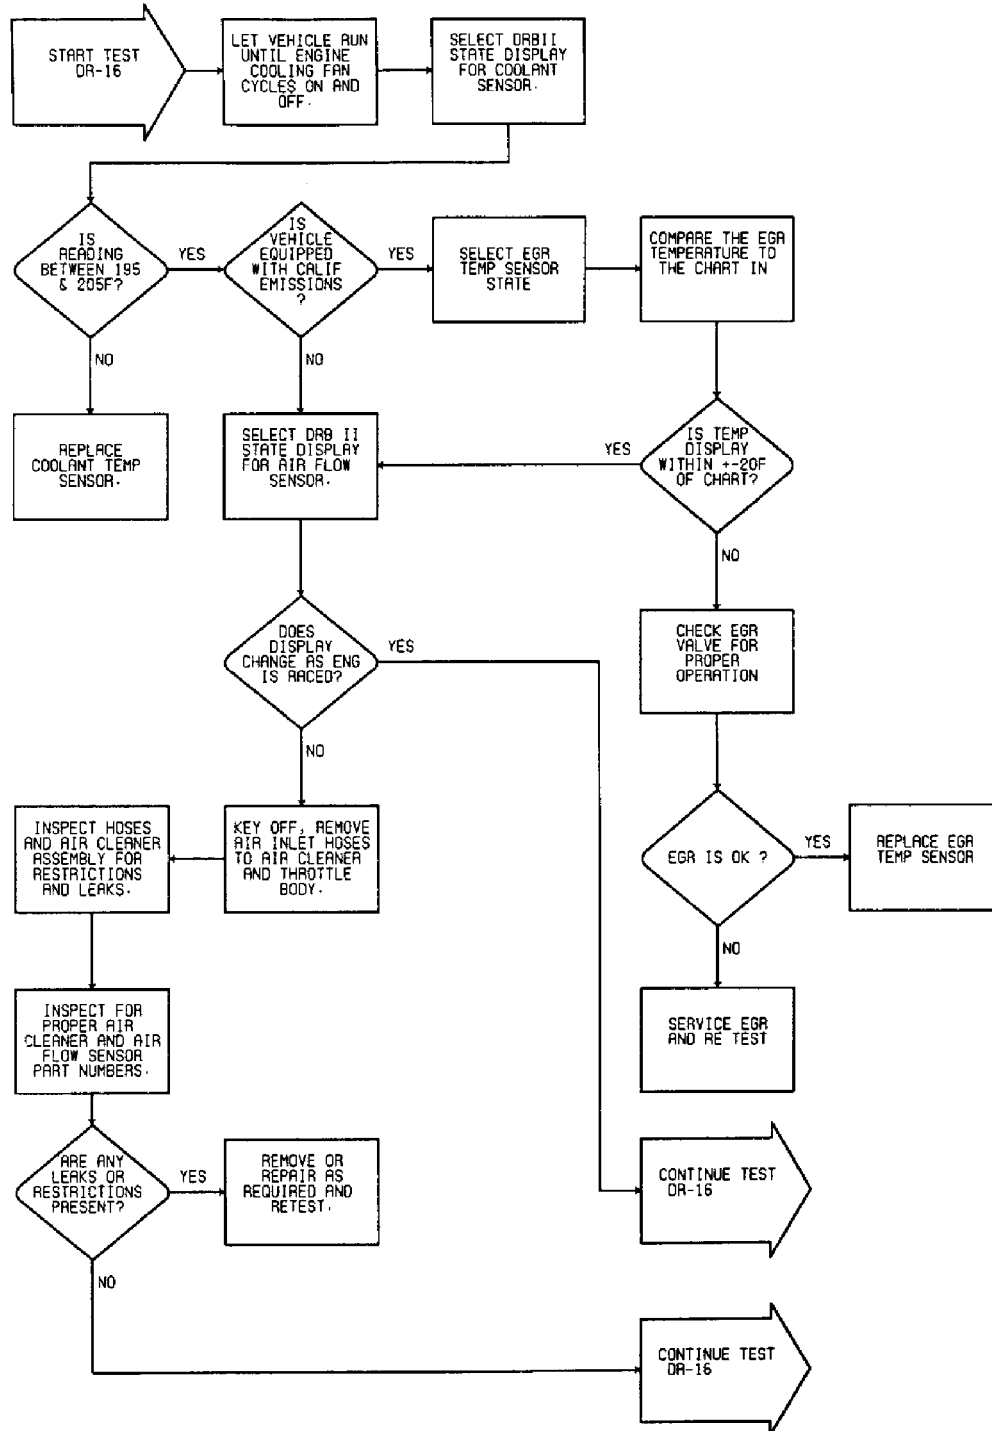 START TEST
DR-16
LET VEHICLE RUN
UNTIL ENGINE
COOLING FAN
CYCLES ON AND
OFF.
SELECT DRBII
STATE DISPLAY
FOR COOLANT
SENSOR.
IS
READING
BETWEEN 195
& 205F?
YES
NO
IS
VEHICLE
EQUIPPED
WITH CALIF
EMISSIONS
?
YES
NO
SELECT EGR
TEMP SENSOR
STATE
COMPARE THE EGR
TEMPERATURE TO
THE CHART IN
REPLACE
COOLANT TEMP
SENSOR.
SELECT DRB II
STATE DISPLAY
FOR AIR FLOW
SENSOR.
YES
IS TEMP
DISPLAY
WITHIN +-20F
OF CHART?
NO
DOES
DISPLAY
CHANGE AS ENG
IS RACED?
YES
NO
CHECK EGR
VALVE FOR
PROPER
OPERATION
INSPECT HOSES
AND AIR CLEANER
ASSEMBLY FOR
RESTRICTIONS
AND LEAKS.
KEY OFF, REMOVE
AIR INLET HOSES
TO AIR CLEANER
AND THROTTLE
BODY.
EGR IS OK ?
YES
NO
REPLACE EGR
TEMP SENSOR
INSPECT FOR
PROPER AIR
CLEANER AND AIR
FLOW SENSOR
PART NUMBERS.
SERVICE EGR
AND RE TEST
ARE ANY
LEAKS OR
RESTRICTIONS
PRESENT?
YES
NO
REMOVE OR
REPAIR AS
REQUIRED AND
RETEST.
CONTINUE TEST
DR-16
CONTINUE TEST
DR-16